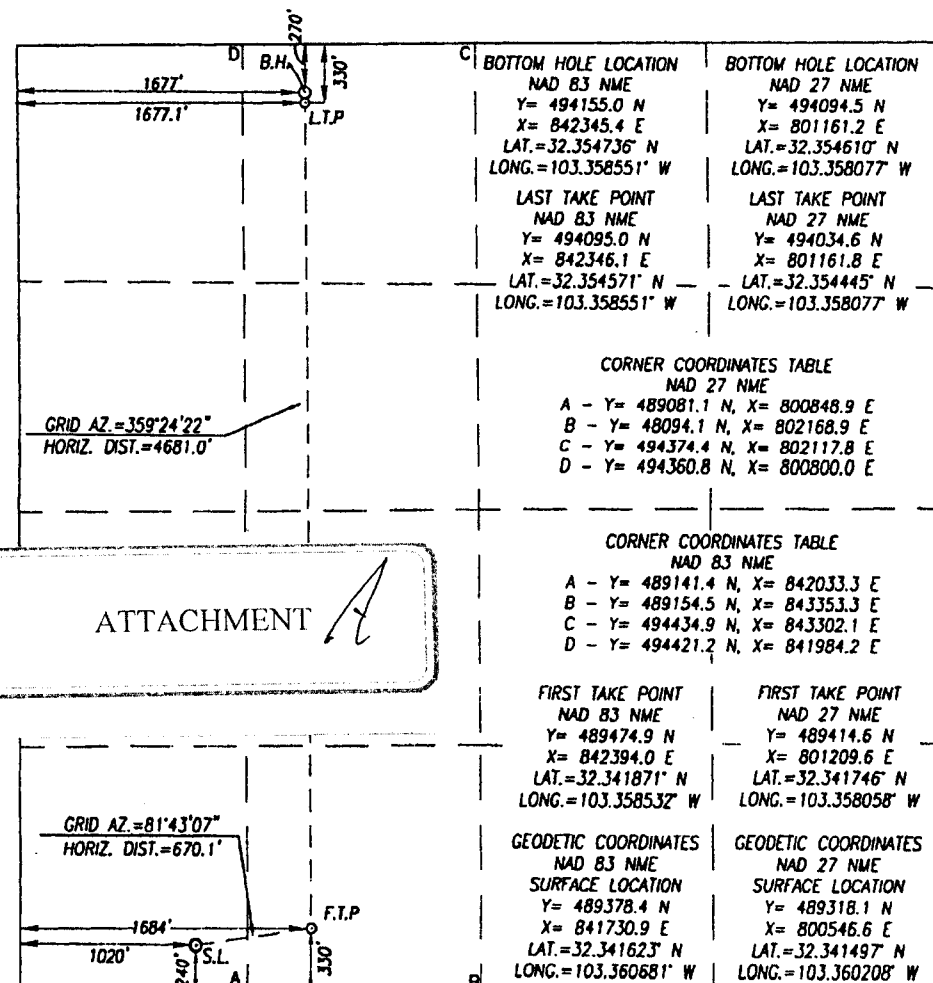 270'
D
B.H.
C
330'
1677'
1677.1'
L.T.P
BOTTOM HOLE LOCATION
NAD 83 NME
Y= 494155.0 N
X= 842345.4 E
LAT.=32.354736° N
LONG.=103.358551° W
BOTTOM HOLE LOCATION
NAD 27 NME
Y= 494094.5 N
X= 801161.2 E
LAT.=32.354610° N
LONG.=103.358077° W
LAST TAKE POINT
NAD 83 NME
Y= 494095.0 N
X= 842346.1 E
LAT.=32.354571° N
LONG.=103.358551° W
LAST TAKE POINT
NAD 27 NME
Y= 494034.6 N
X= 801161.8 E
LAT.=32.354445° N
LONG.=103.358077° W
CORNER COORDINATES TABLE
NAD 27 NME
A - Y= 489081.1 N, X= 800848.9 E
B - Y= 48094.1 N, X= 802168.9 E
C - Y= 494374.4 N, X= 802117.8 E
D - Y= 494360.8 N, X= 800800.0 E
GRID AZ.=359°24'22"
HORIZ. DIST.=4681.0'
CORNER COORDINATES TABLE
NAD 83 NME
A - Y= 489141.4 N, X= 842033.3 E
B - Y= 489154.5 N, X= 843353.3 E
C - Y= 494434.9 N, X= 843302.1 E
D - Y= 494421.2 N, X= 841984.2 E
ATTACHMENT A
FIRST TAKE POINT
NAD 83 NME
Y= 489474.9 N
X= 842394.0 E
LAT.=32.341871° N
LONG.=103.358532° W
FIRST TAKE POINT
NAD 27 NME
Y= 489414.6 N
X= 801209.6 E
LAT.=32.341746° N
LONG.=103.358058° W
GRID AZ.=81°43'07"
HORIZ. DIST.=670.1'
GEODETIC COORDINATES
NAD 83 NME
SURFACE LOCATION
Y= 489378.4 N
X= 841730.9 E
LAT.=32.341623° N
LONG.=103.360681° W
GEODETIC COORDINATES
NAD 27 NME
SURFACE LOCATION
Y= 489318.1 N
X= 800546.6 E
LAT.=32.341497° N
LONG.=103.360208° W
1684'
F.T.P
1020'
S.L.
240'
330'
A